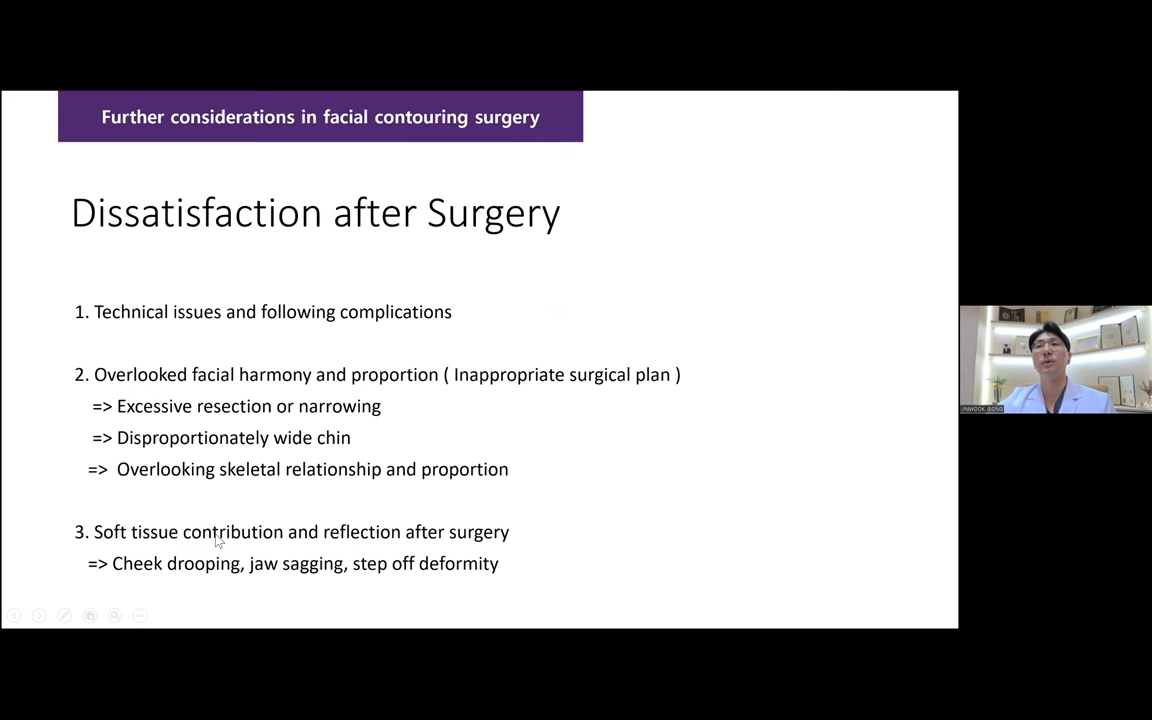 Further considerations in facial contouring surgery
Dissatisfaction after Surgery
1. Technical issues and following complications
2. Overlooked facial harmony and proportion ( Inappropriate surgical plan )
=> Excessive resection or narrowing
=> Disproportionately wide chin
=> Overlooking skeletal relationship and proportion
3. Soft tissue contribution and reflection after surgery
=> Cheek drooping, jaw sagging, step off deformity
JINWOOK JEONG